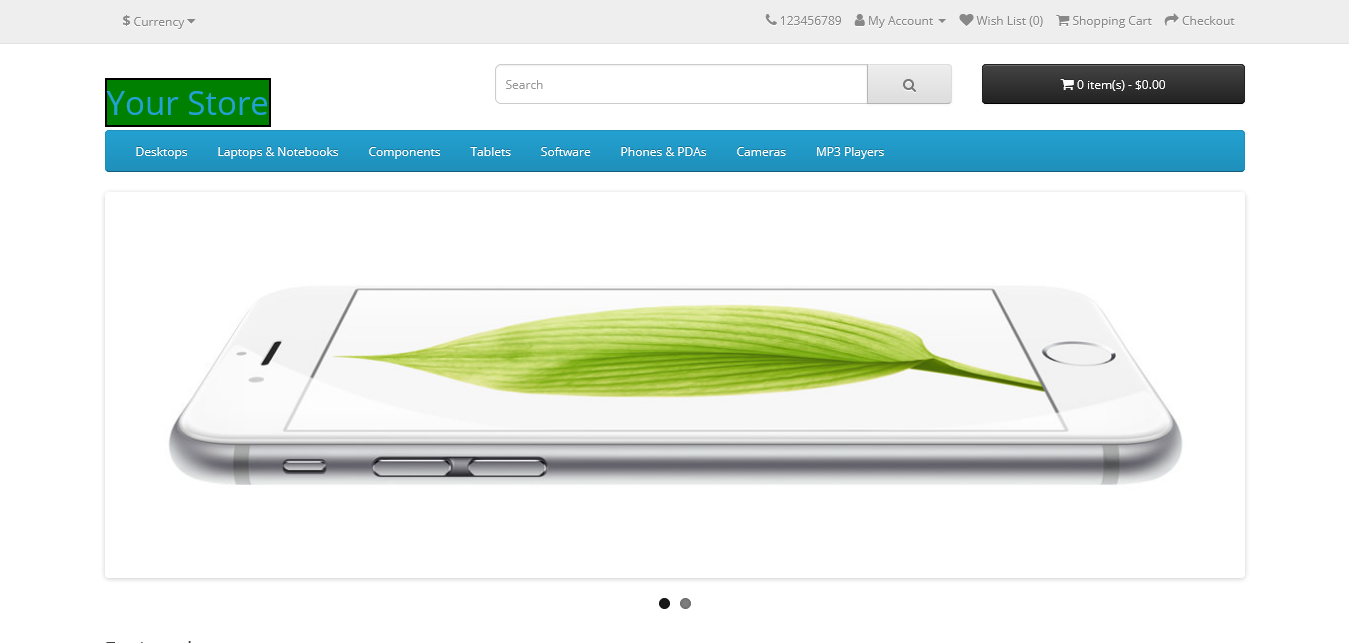 $ Currency
123456789 My Account Wish List (0) Shopping Cart Checkout
Your Store
Search
0 item(s) - $0.00
Desktops Laptops & Notebooks Components Tablets Software Phones & PDAs Cameras MP3 Players